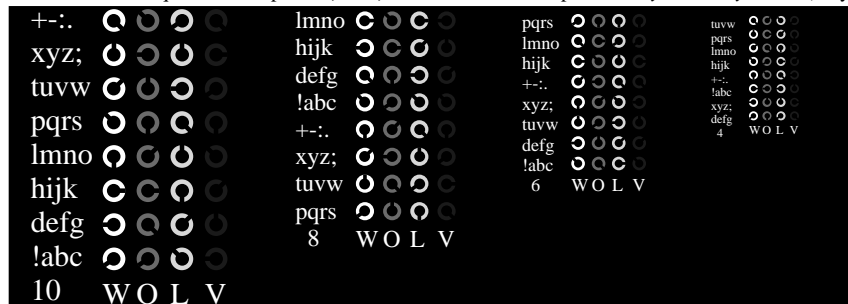 +-:.
xyz;
tuvw
pqrs
lmno
hijk
defg
!abc
10 W O L V
lmno
hijk
defg
!abc
+-:.
xyz;
tuvw
pqrs
8 W O L V
pqrs
lmno
hijk
+-:.
xyz;
tuvw
defg
!abc
6 W O L V
tuvw
pqrs
lmno
hijk
+-:.
!abc
xyz;
defg
4 W O L V